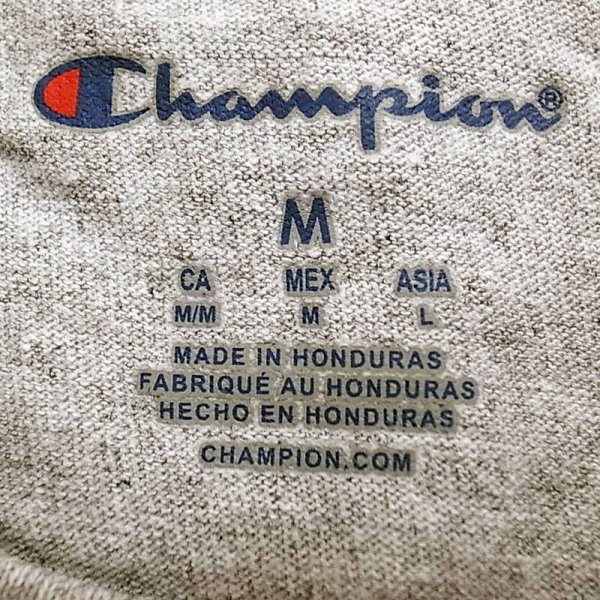 Champion®
M
CA MEX ASIA
M/M M L
MADE IN HONDURAS
FABRIQUÉ AU HONDURAS
HECHO EN HONDURAS
CHAMPION.COM